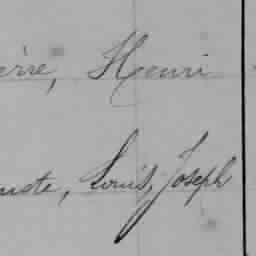 erre, Henri
uste, Louis, Joseph